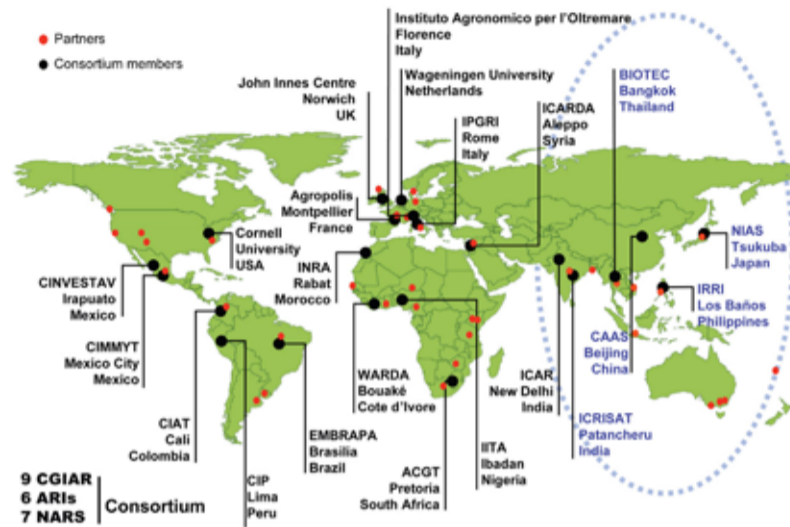 Partners
Consortium members
Instituto Agronomico per l'Oltremare
Florence
Italy
John Innes Centre
Norwich
UK
Wageningen University
Netherlands
BIOTEC
Bangkok
Thailand
IPGRI
Rome
Italy
ICARDA
Aleppo
Syria
Agropolis
Montpellier
France
Cornell
University
USA
NIAS
Tsukuba
Japan
CINVESTAV
Irapuato
Mexico
INRA
Rabat
Morocco
IRRI
Los Baños
Philippines
CIMMYT
Mexico City
Mexico
WARDA
Bouaké
Cote d'Ivore
ICAR
New Delhi
India
CAAS
Beijing
China
CIAT
Cali
Colombia
EMBRAPA
Brasilia
Brazil
ICRISAT
Patancheru
India
IITA
Ibadan
Nigeria
ACGT
Pretoria
South Africa
CIP
Lima
Peru
9 CGIAR
6 ARIs
7 NARS
Consortium